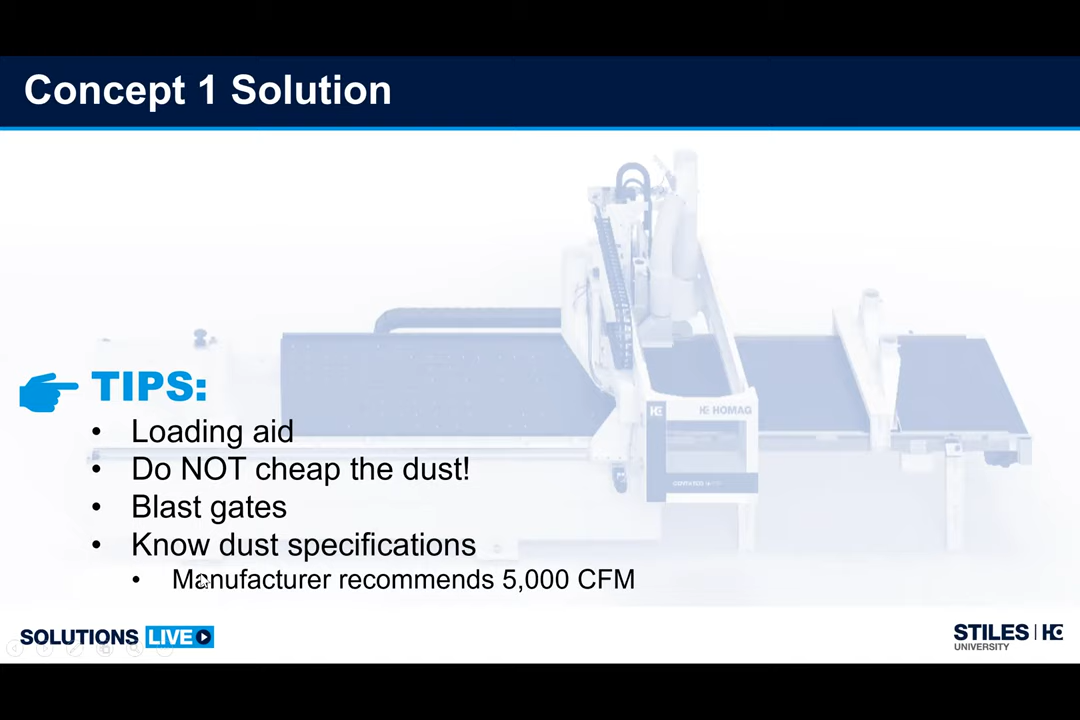 Concept 1 Solution
HOMAG
TIPS:
• Loading aid
• Do NOT cheap the dust!
• Blast gates
• Know dust specifications
• Manufacturer recommends 5,000 CFM
SOLUTIONS LIVE
STILES
UNIVERSITY